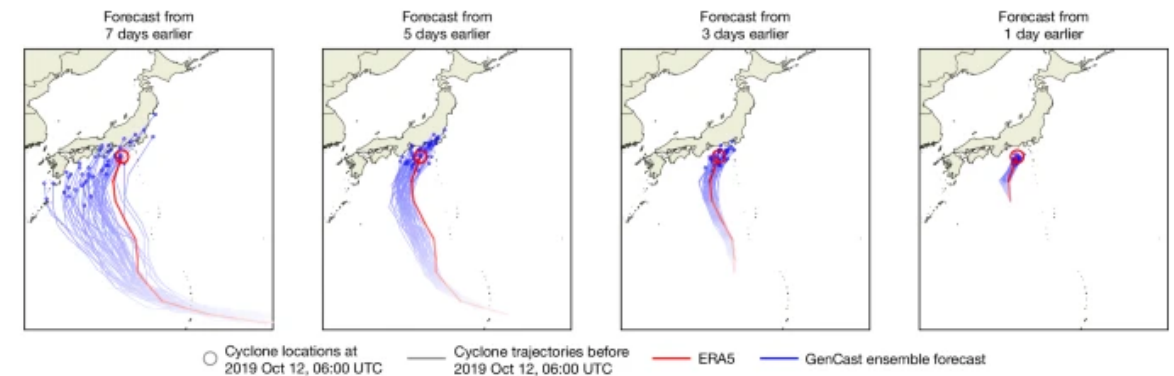 Forecast from
7 days earlier
Forecast from
5 days earlier
Forecast from
3 days earlier
Forecast from
1 day earlier
Cyclone locations at
2019 Oct 12, 06:00 UTC
Cyclone trajectories before
2019 Oct 12, 06:00 UTC
ERA5
GenCast ensemble forecast